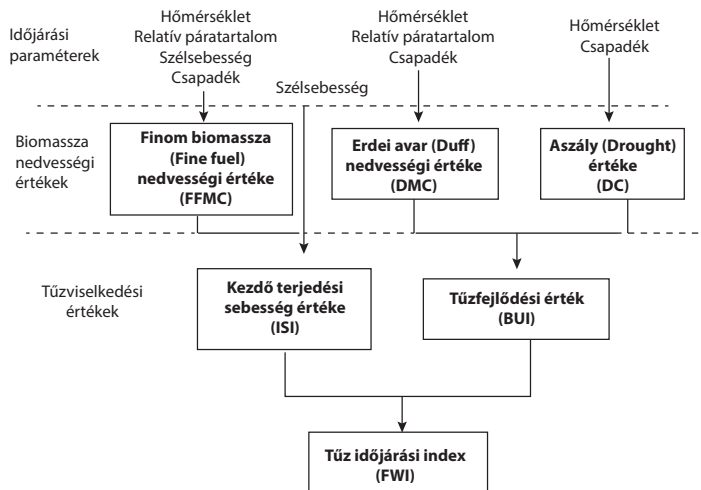 Időjárási
paraméterek
Hőmérséklet
Relatív páratartalom
Szélsebesség
Csapadék
Szélsebesség
Hőmérséklet
Relatív páratartalom
Csapadék
Hőmérséklet
Csapadék
Biomassza
nedvességi
értékek
Finom biomassza
(Fine fuel)
nedvességi értéke
(FFMC)
Erdei avar (Duff)
nedvességi értéke
(DMC)
Aszály (Drought)
értéke
(DC)
Tűzviselkedési
értékek
Kezdő terjedési
sebesség értéke
(ISI)
Tűzfejlődési érték
(BUI)
Tűz időjárási index
(FWI)